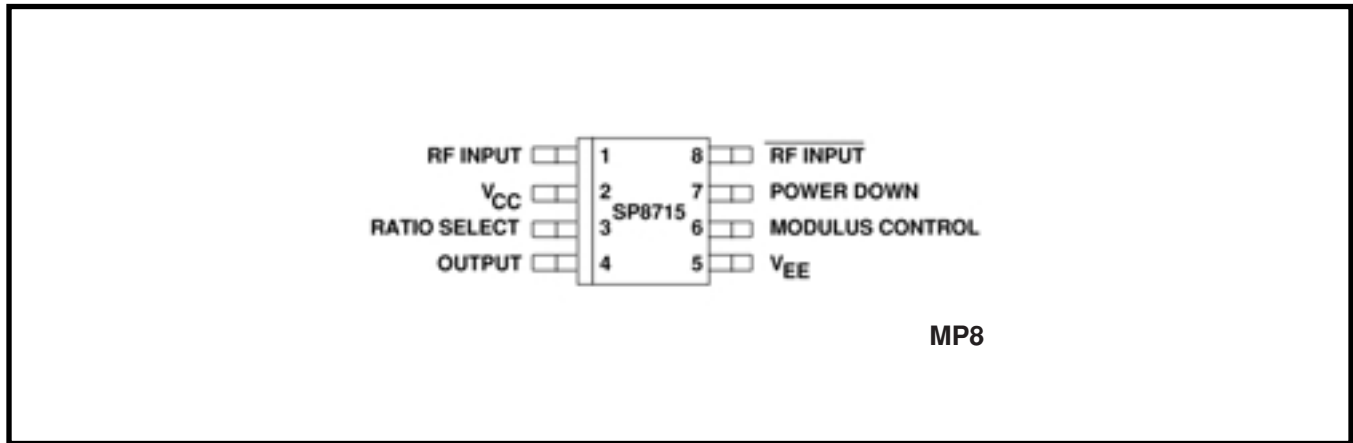 RF INPUT 1 8 RF INPUT
VCC 2 7 POWER DOWN
SP8715
RATIO SELECT 3 6 MODULUS CONTROL
OUTPUT 4 5 VEE
MP8